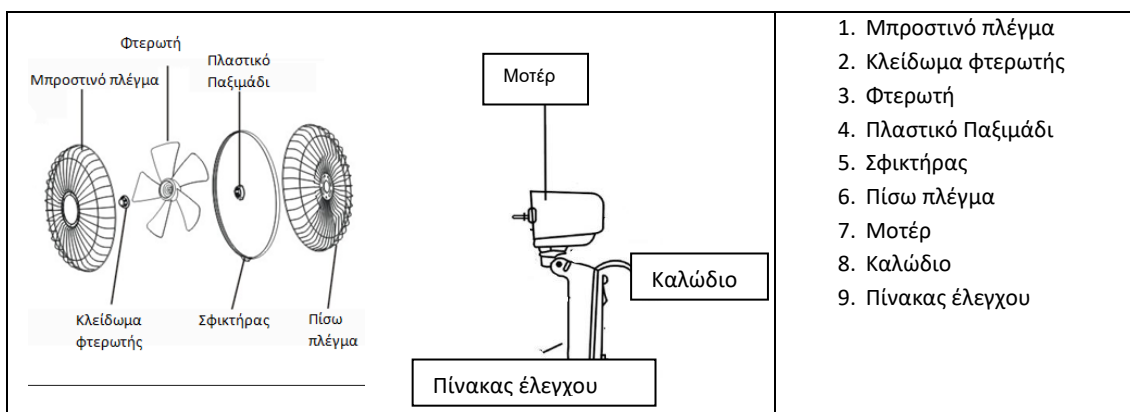 Φτερωτή
Πλαστικό
Παξιμάδι
Μπροστινό πλέγμα
Κλείδωμα
φτερωτής
Σφικτήρας
Πίσω
πλέγμα
Μοτέρ
Καλώδιο
Πίνακας έλεγχου
1. Μπροστινό πλέγμα
2. Κλείδωμα φτερωτής
3. Φτερωτή
4. Πλαστικό Παξιμάδι
5. Σφικτήρας
6. Πίσω πλέγμα
7. Μοτέρ
8. Καλώδιο
9. Πίνακας έλεγχου